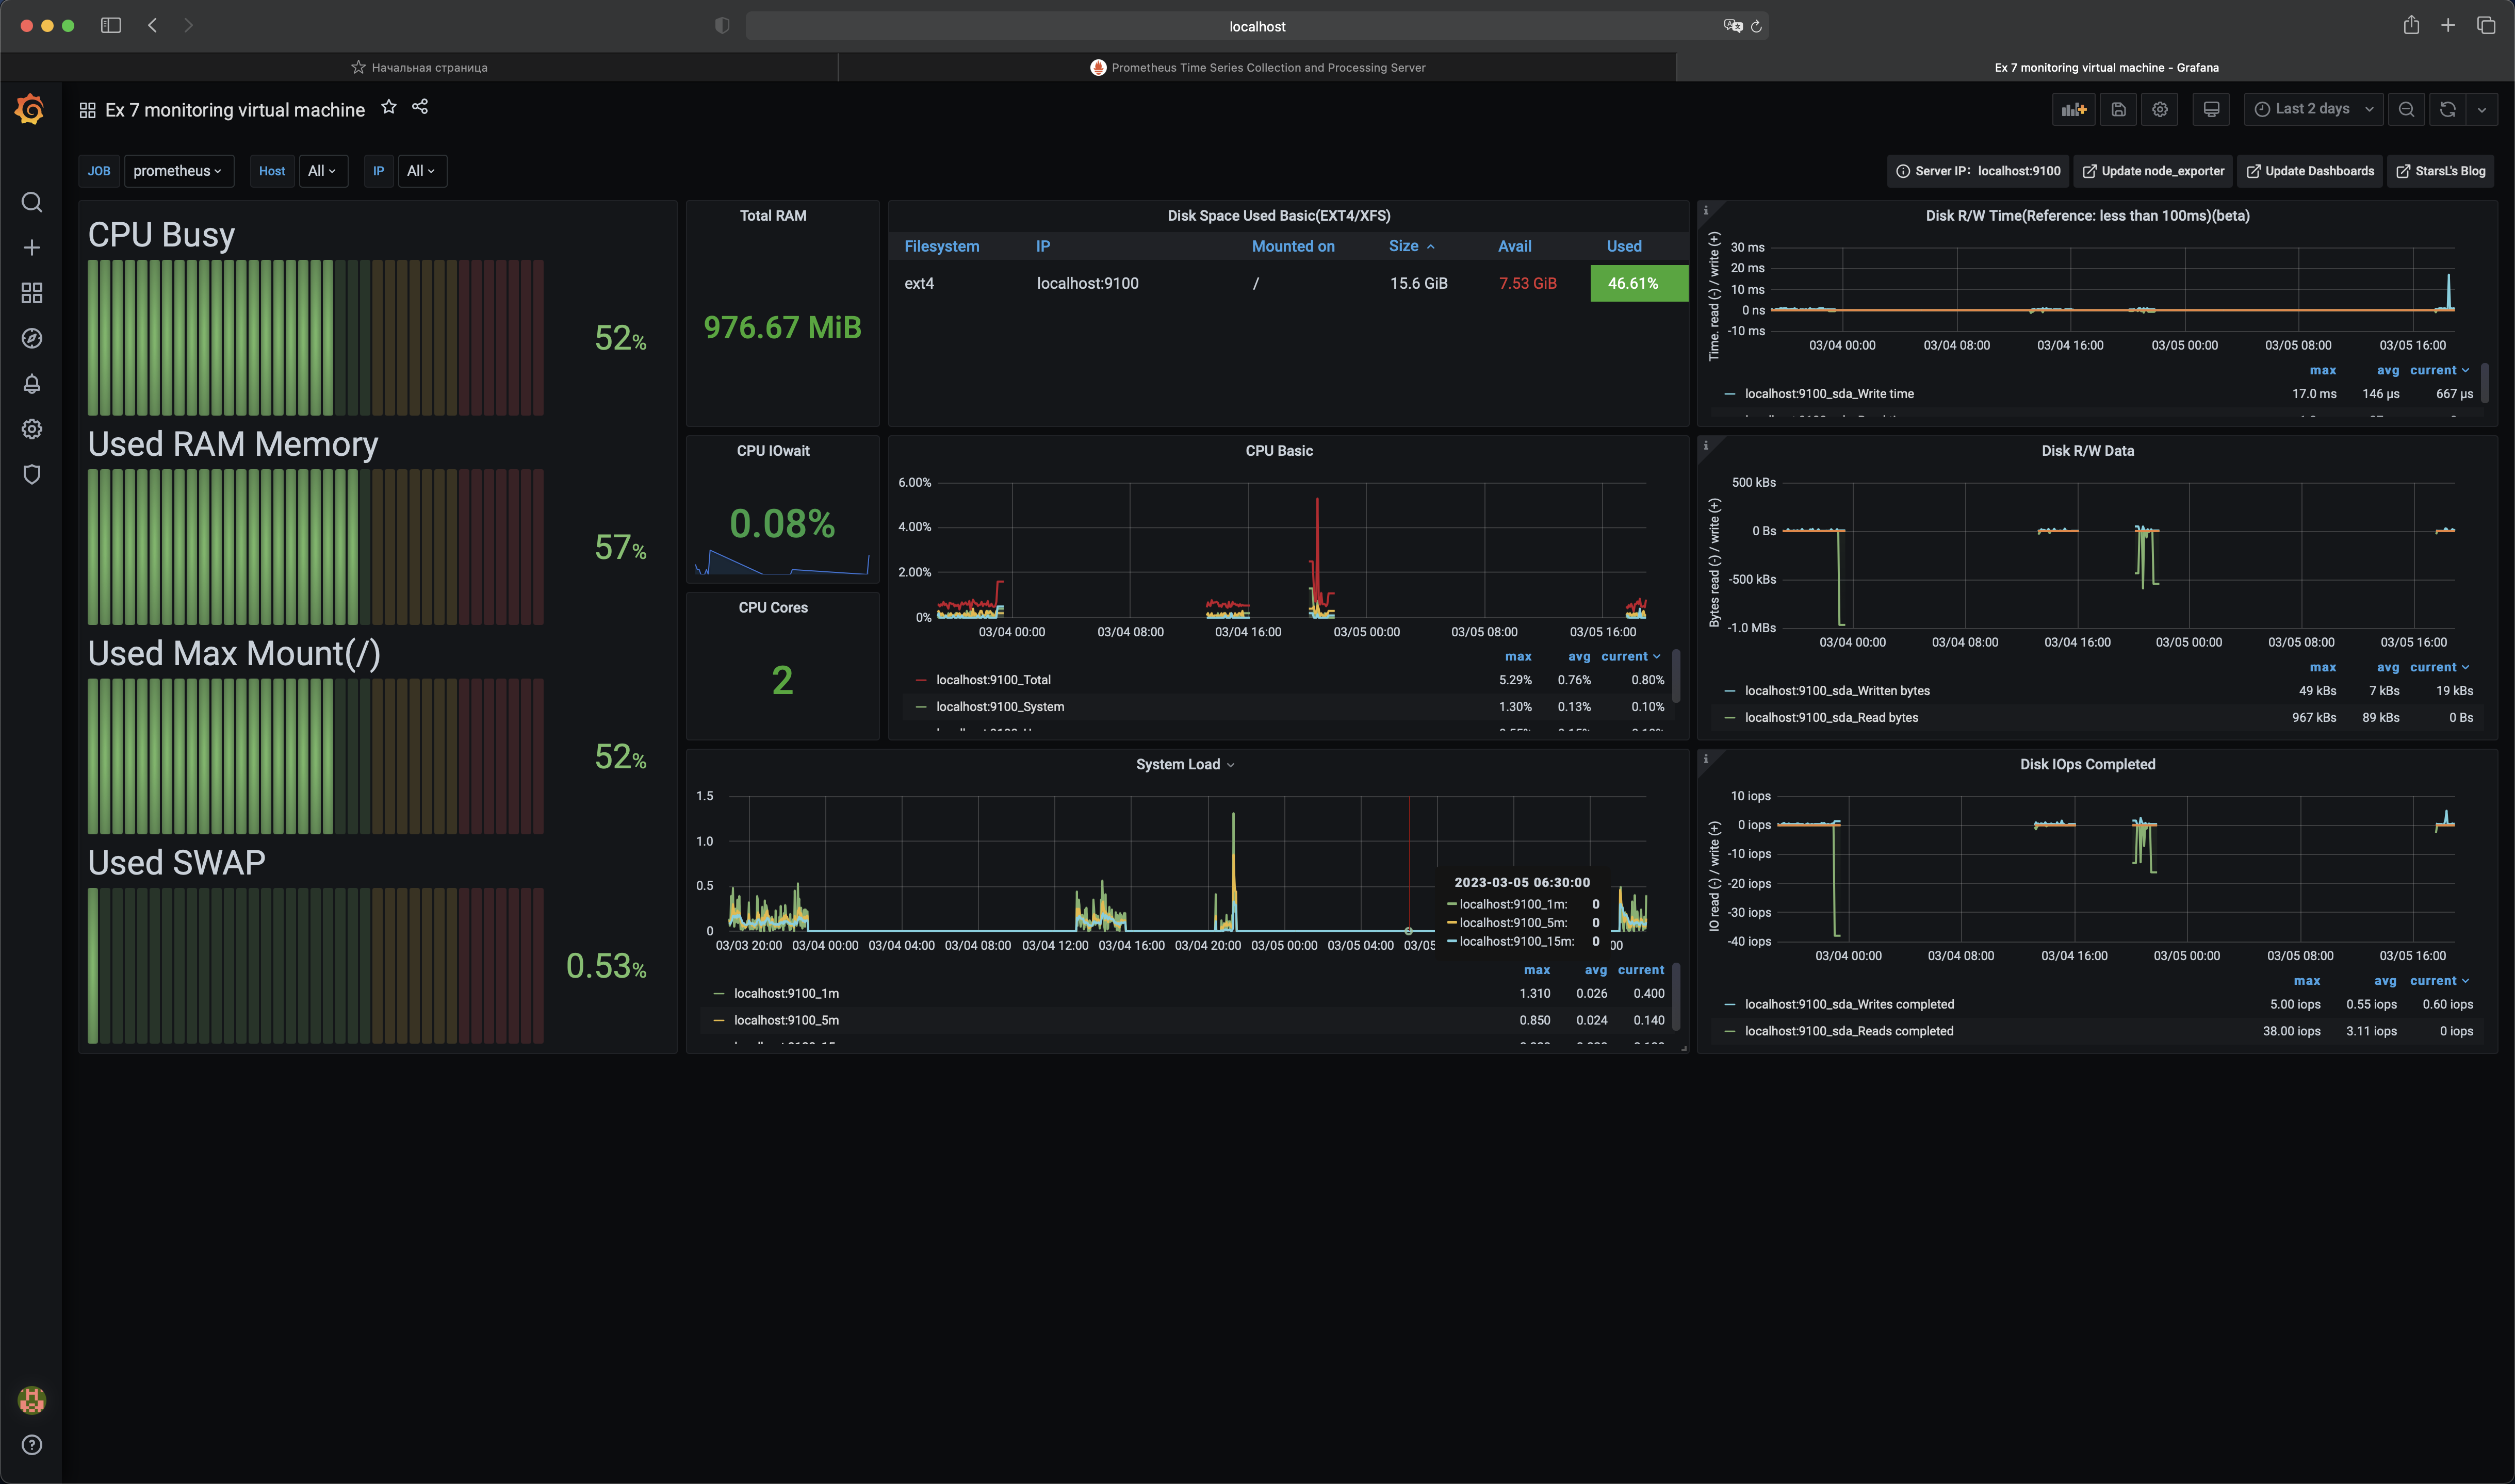 localhost
Начальная страница
Prometheus Time Series Collection and Processing Server
Ex 7 monitoring virtual machine - Grafana
Ex 7 monitoring virtual machine
Last 2 days
JOB prometheus Host All IP All
Server IP: localhost:9100 Update node_exporter Update Dashboards StarsL's Blog
CPU Busy
52%
Used RAM Memory
57%
Used Max Mount(/)
52%
Used SWAP
0.53%
Total RAM
976.67 MiB
CPU IOwait
0.08%
CPU Cores
2
Disk Space Used Basic(EXT4/XFS)
Filesystem IP Mounted on Size Avail Used
ext4 localhost:9100 / 15.6 GiB 7.53 GiB 46.61%
CPU Basic
6.00%
4.00%
2.00%
0%
03/04 00:00 03/04 08:00 03/04 16:00 03/05 00:00 03/05 08:00 03/05 16:00
max avg current
localhost:9100_Total 5.29% 0.76% 0.80%
localhost:9100_System 1.30% 0.13% 0.10%
System Load
1.5
1.0
0.5
0
03/03 20:00 03/04 00:00 03/04 04:00 03/04 08:00 03/04 12:00 03/04 16:00 03/04 20:00 03/05 00:00 03/05 04:00 03/05 00
2023-03-05 06:30:00
localhost:9100_1m: 0
localhost:9100_5m: 0
localhost:9100_15m: 0
max avg current
localhost:9100_1m 1.310 0.026 0.400
localhost:9100_5m 0.850 0.024 0.140
Disk R/W Time(Reference: less than 100ms)(beta)
Time. read (-) / write (+)
30 ms
20 ms
10 ms
0 ns
-10 ms
03/04 00:00 03/04 08:00 03/04 16:00 03/05 00:00 03/05 08:00 03/05 16:00
max avg current
localhost:9100_sda_Write time 17.0 ms 146 µs 667 µs
Disk R/W Data
Bytes read (-) / write (+)
500 kBs
0 Bs
-500 kBs
-1.0 MBs
03/04 00:00 03/04 08:00 03/04 16:00 03/05 00:00 03/05 08:00 03/05 16:00
max avg current
localhost:9100_sda_Written bytes 49 kBs 7 kBs 19 kBs
localhost:9100_sda_Read bytes 967 kBs 89 kBs 0 Bs
Disk IOps Completed
IO read (-) / write (+)
10 iops
0 iops
-10 iops
-20 iops
-30 iops
-40 iops
03/04 00:00 03/04 08:00 03/04 16:00 03/05 00:00 03/05 08:00 03/05 16:00
max avg current
localhost:9100_sda_Writes completed 5.00 iops 0.55 iops 0.60 iops
localhost:9100_sda_Reads completed 38.00 iops 3.11 iops 0 iops